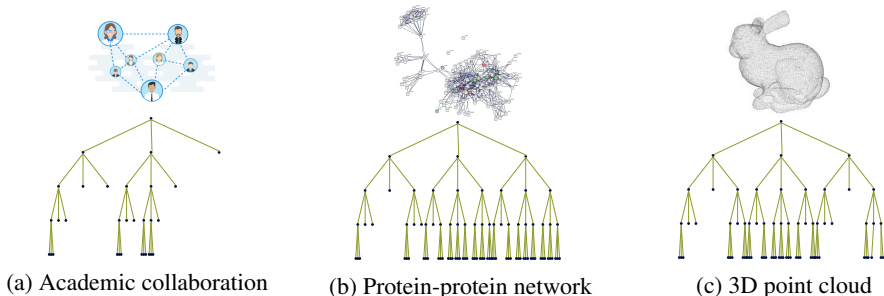 (a) Academic collaboration
(b) Protein-protein network
(c) 3D point cloud